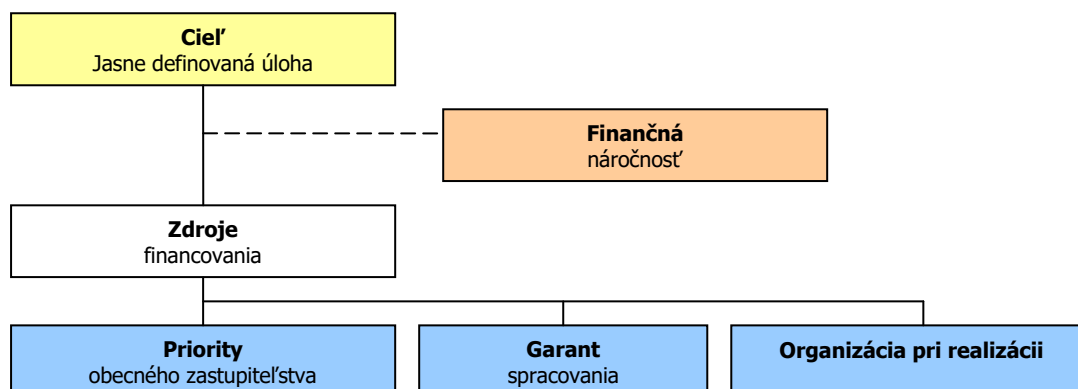 Cieľ
Jasne definovaná úloha
Finančná
náročnosť
Zdroje
financovania
Priority
obecného zastupiteľstva
Garant
spracovania
Organizácia pri realizácii